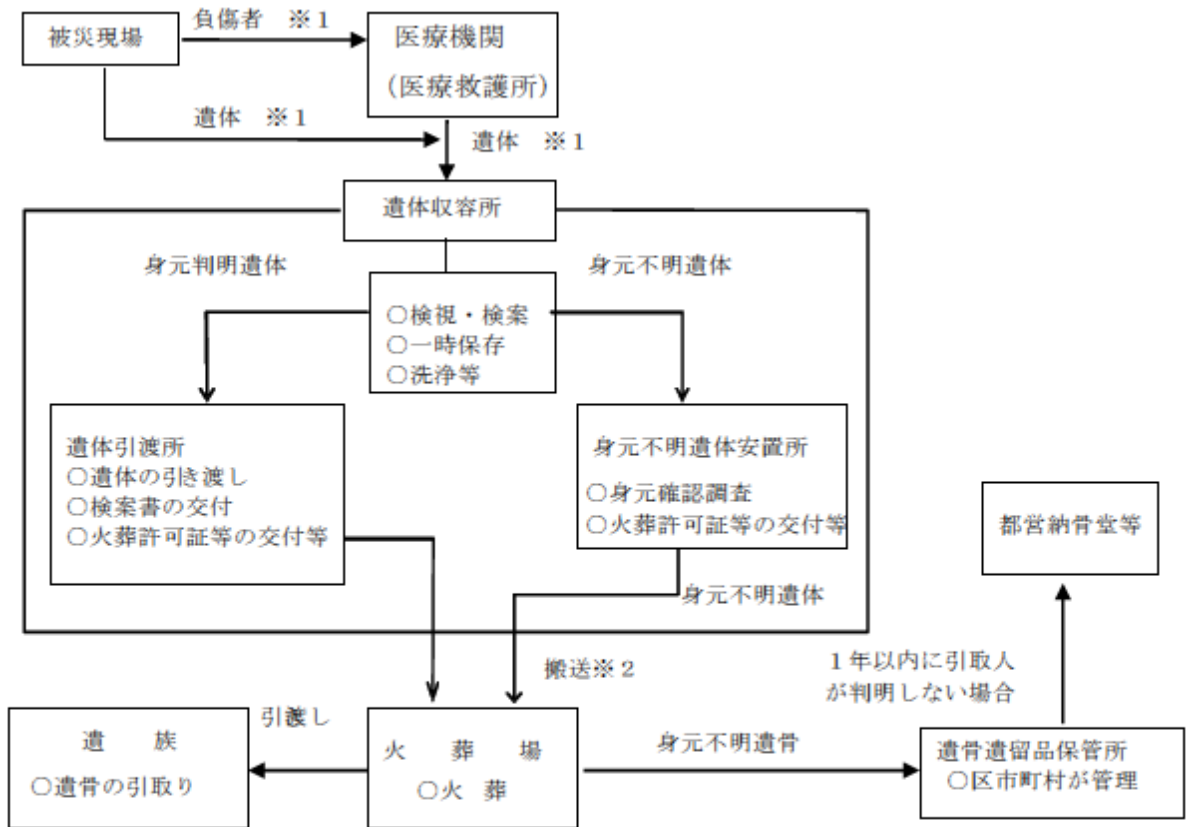 被災現場
負傷者　※１
医療機関
（医療救護所）
遺体　※１
遺体　※１
遺体収容所
身元判明遺体
身元不明遺体
○検視・検案
○一時保存
○洗浄等
遺体引渡所
○遺体の引き渡し
○検案書の交付
○火葬許可証等の交付等
身元不明遺体安置所
○身元確認調査
○火葬許可証等の交付等
都営納骨堂等
身元不明遺体
搬送※２
１年以内に引取人
が判明しない場合
遺　　族
○遺骨の引取り
引渡し
火　葬　場
○火　葬
身元不明遺骨
遺骨遺留品保管所
○区市町村が管理